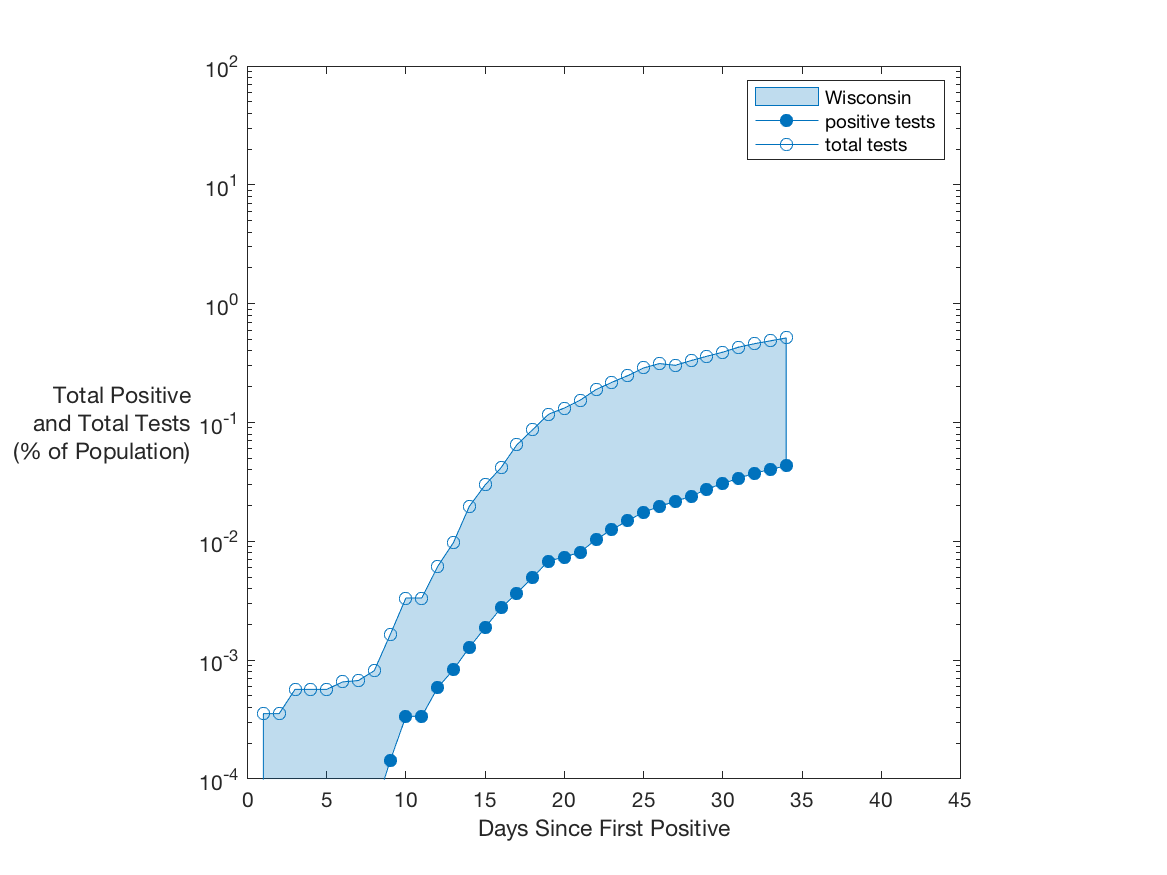 10^2
10^1
10^0
10^-1
10^-2
10^-3
10^-4
Total Positive
and Total Tests
(% of Population)
Wisconsin
positive tests
total tests
0 5 10 15 20 25 30 35 40 45
Days Since First Positive